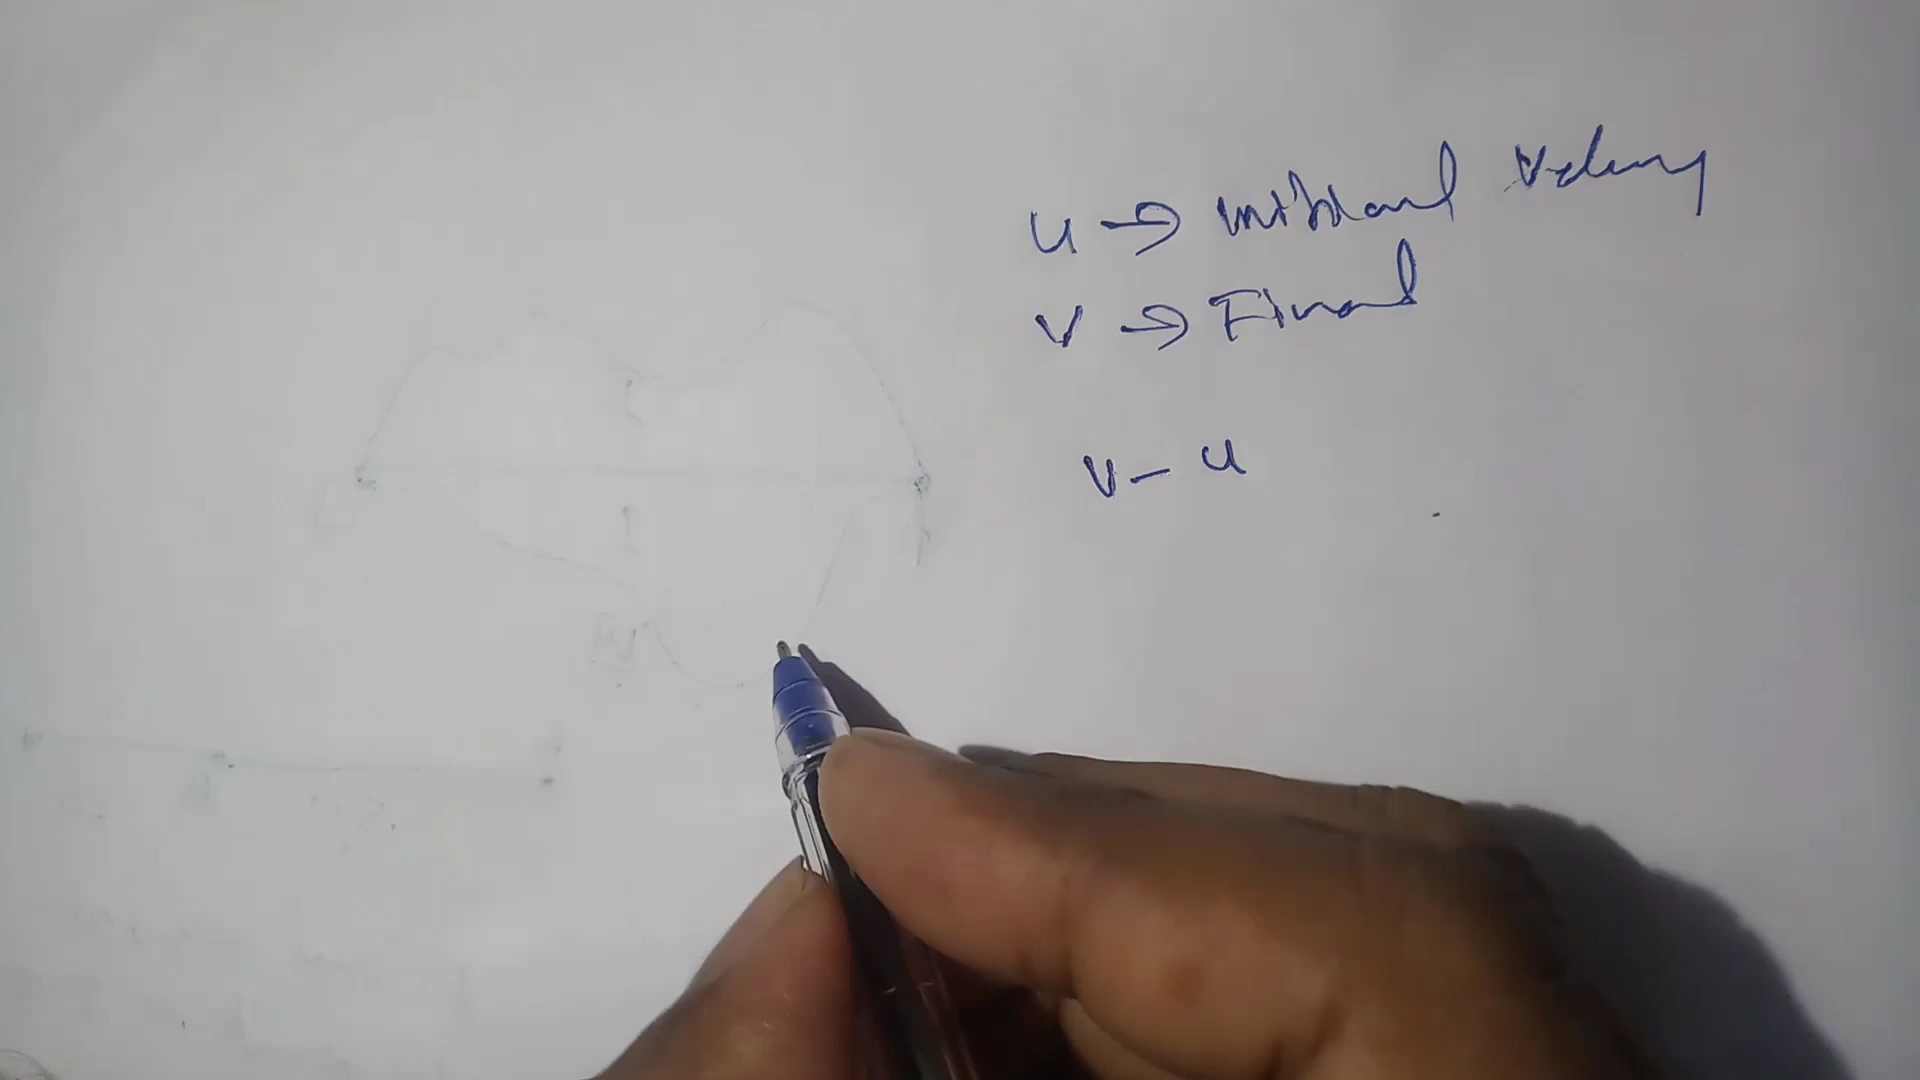 u → initial velocity
v → Final
v - u